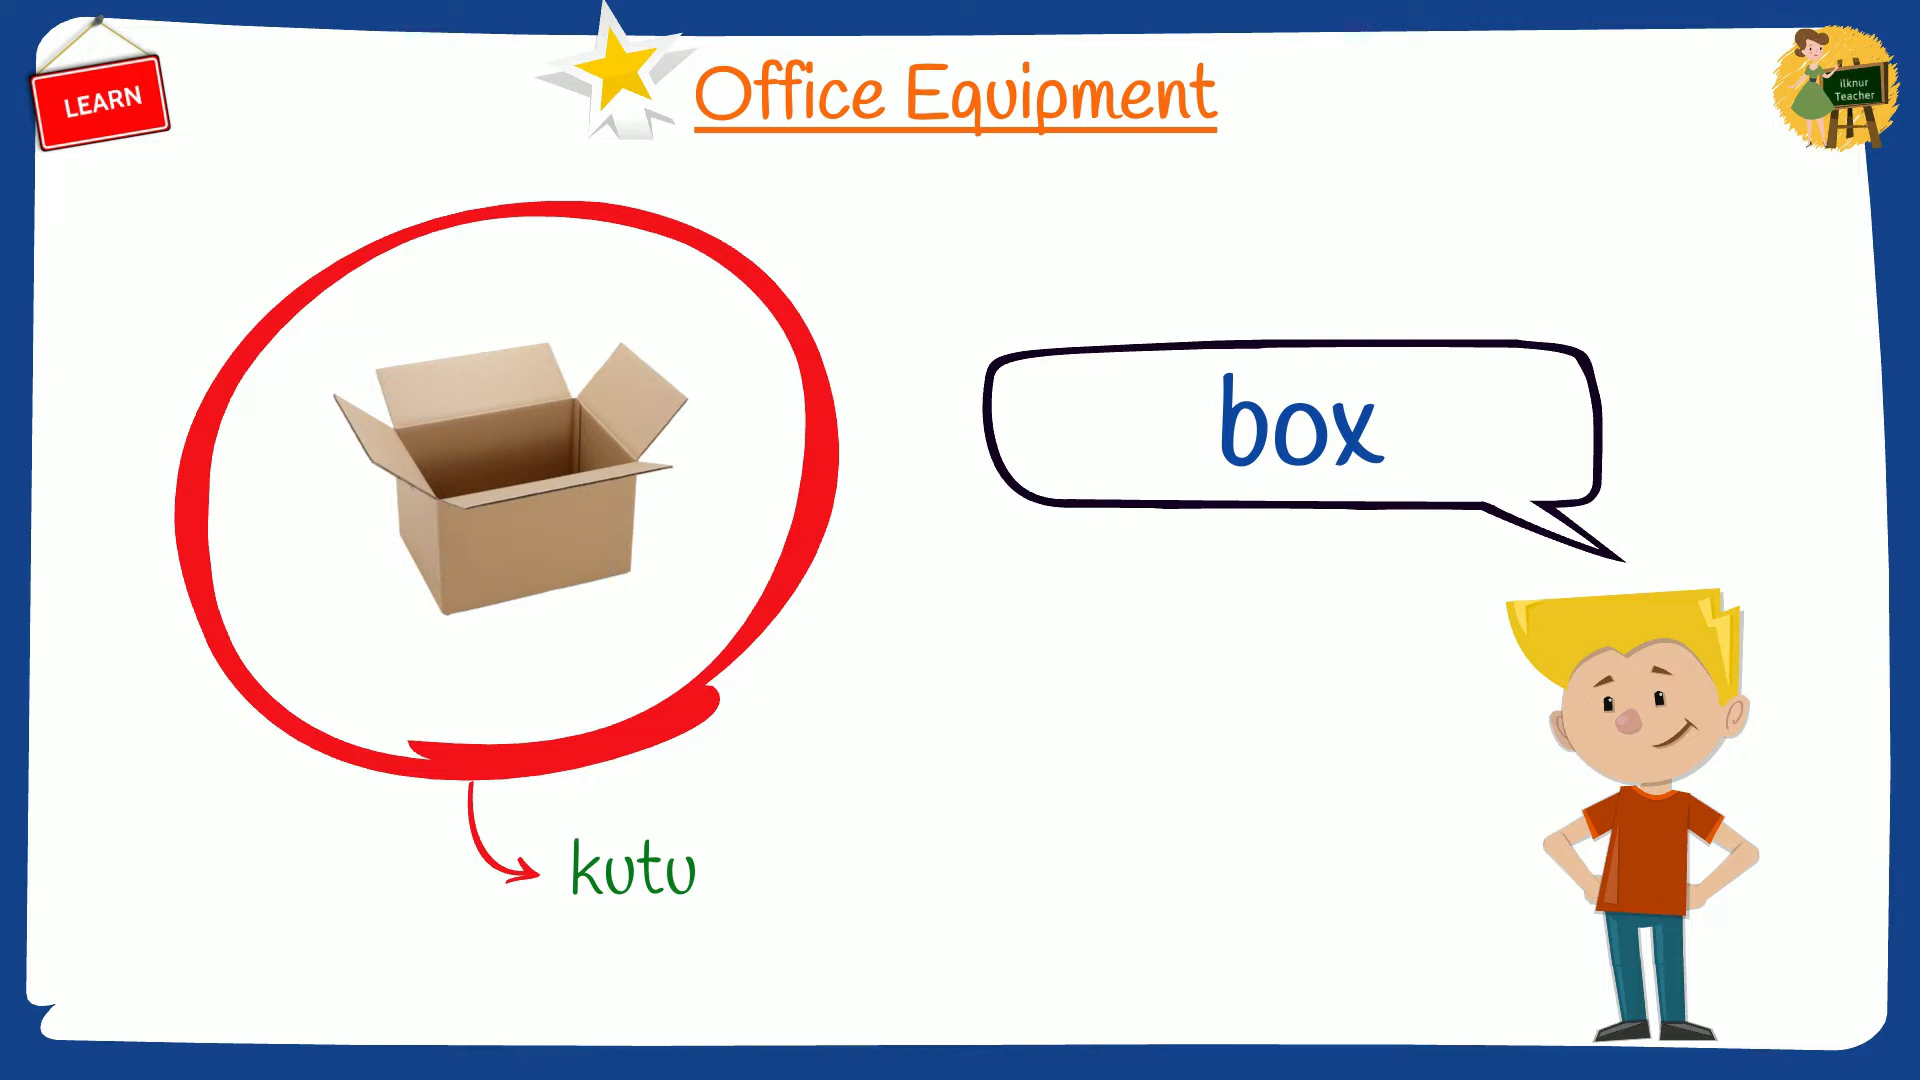 LEARN
Office Equipment
ilknur
Teacher
box
kutu